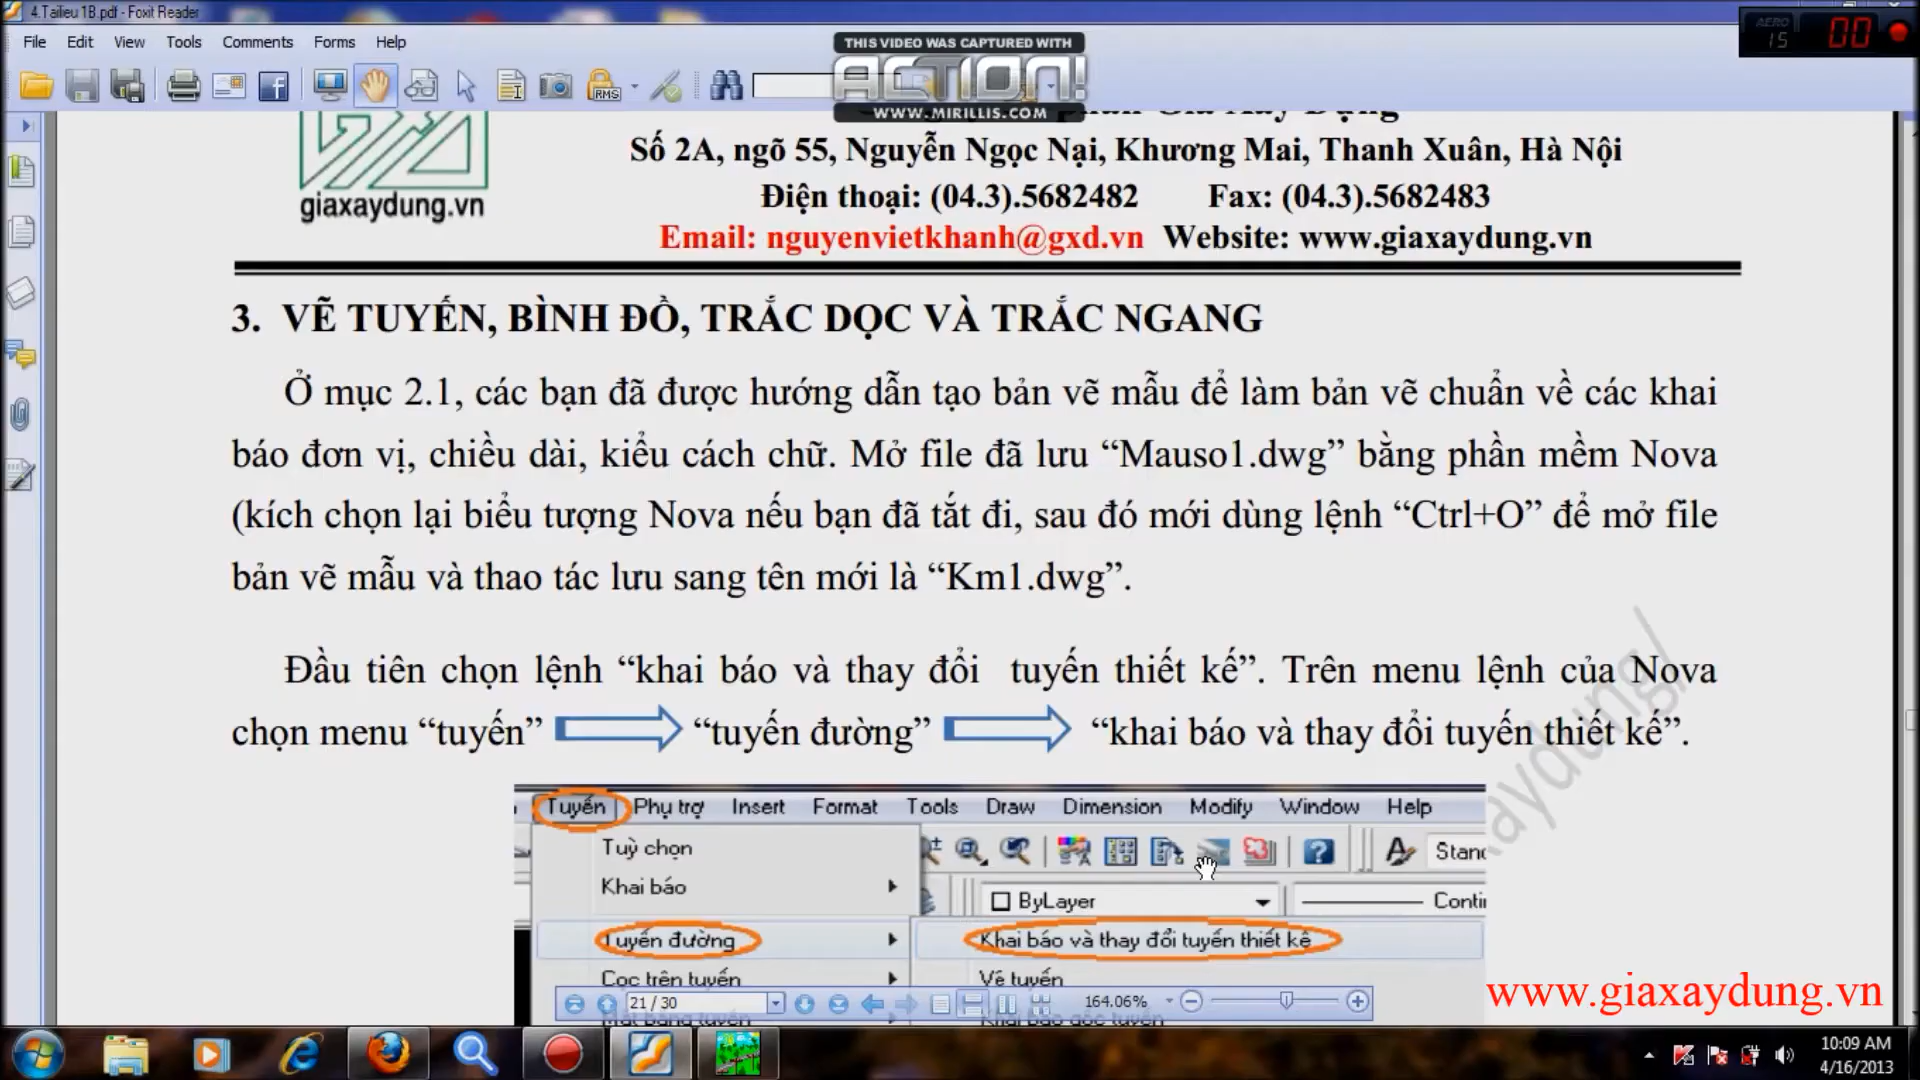 4.Tailieu 1B.pdf - Foxit Reader
File Edit View Tools Comments Forms Help
THIS VIDEO WAS CAPTURED WITH
ACTION!
WWW.MIRILLIS.COM
AERO
15
00
RMS
giaxaydung.vn
Số 2A, ngõ 55, Nguyễn Ngọc Nại, Khương Mai, Thanh Xuân, Hà Nội
Điện thoại: (04.3).5682482 Fax: (04.3).5682483
Email: nguyenvietkhanh@gxd.vn Website: www.giaxaydung.vn
3. VẼ TUYẾN, BÌNH ĐỒ, TRẮC DỌC VÀ TRẮC NGANG
Ở mục 2.1, các bạn đã được hướng dẫn tạo bản vẽ mẫu để làm bản vẽ chuẩn về các khai
báo đơn vị, chiều dài, kiểu cách chữ. Mở file đã lưu “Mauso1.dwg” bằng phần mềm Nova
(kích chọn lại biểu tượng Nova nếu bạn đã tắt đi, sau đó mới dùng lệnh “Ctrl+O” để mở file
bản vẽ mẫu và thao tác lưu sang tên mới là “Km1.dwg”.
Đầu tiên chọn lệnh “khai báo và thay đổi tuyến thiết kế”. Trên menu lệnh của Nova
chọn menu “tuyến” “tuyến đường” “khai báo và thay đổi tuyến thiết kế”.
Tuyến Phụ trợ Insert Format Tools Draw Dimension Modify Window Help
Tuỳ chọn
Khai báo
ByLayer
Tuyến đường Khai báo và thay đổi tuyến thiết kế
Cọc trên tuyến Vẽ tuyến
21 / 30 164.06%
www.giaxaydung.vn
10:09 AM
4/16/2013